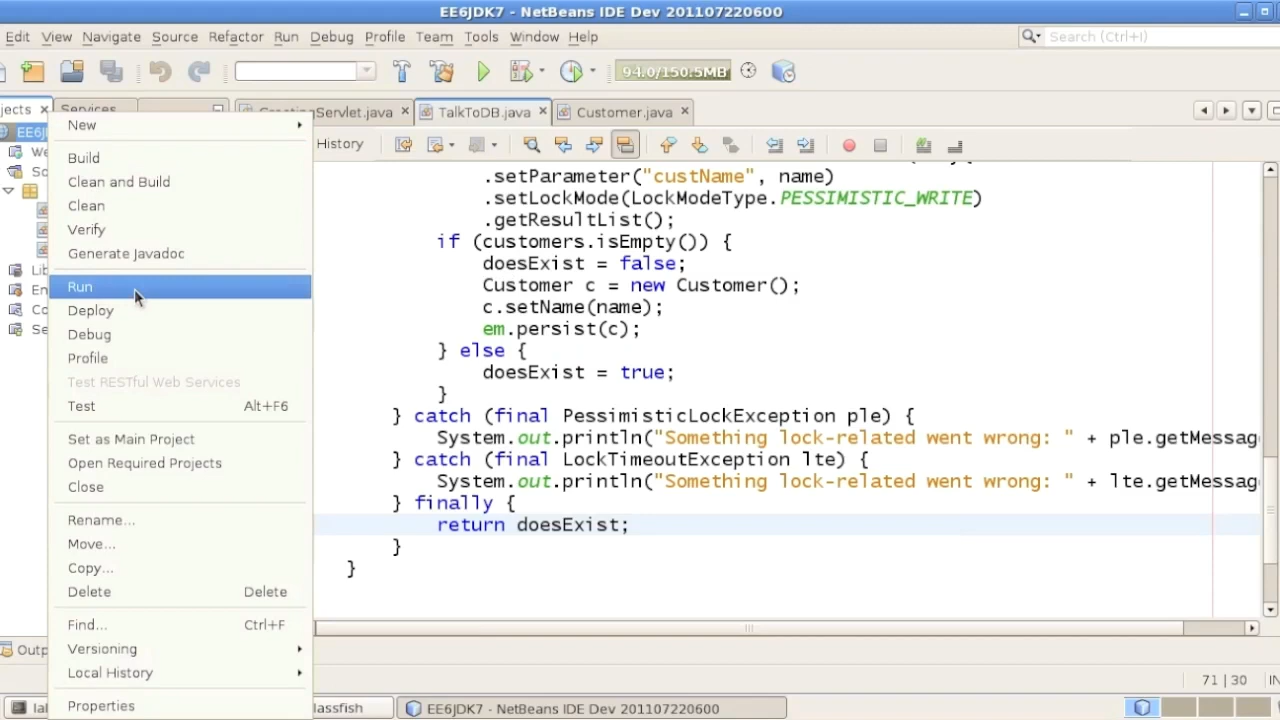 EE6JDK7 - NetBeans IDE Dev 201107220600
Edit View Navigate Source Refactor Run Debug Profile Team Tools Window Help
Search (Ctrl+I)
94.0/150.5MB
jects Services
Servlet.java TalkToDB.java Customer.java
History
New
Build
Clean and Build
Clean
Verify
Generate Javadoc
Run
Deploy
Debug
Profile
Test RESTful Web Services
Test Alt+F6
Set as Main Project
Open Required Projects
Close
Rename...
Move...
Copy...
Delete Delete
Find... Ctrl+F
Versioning
Local History
Properties
.setParameter("custName", name)
.setLockMode(LockModeType.PESSIMISTIC_WRITE)
.getResultList();
if (customers.isEmpty()) {
doesExist = false;
Customer c = new Customer();
c.setName(name);
em.persist(c);
} else {
doesExist = true;
}
} catch (final PessimisticLockException ple) {
System.out.println("Something lock-related went wrong: " + ple.getMessag
} catch (final LockTimeoutException lte) {
System.out.println("Something lock-related went wrong: " + lte.getMessag
} finally {
return doesExist;
}
}
Outp
71 | 30 IN
lassfish EE6JDK7 - NetBeans IDE Dev 201107220600